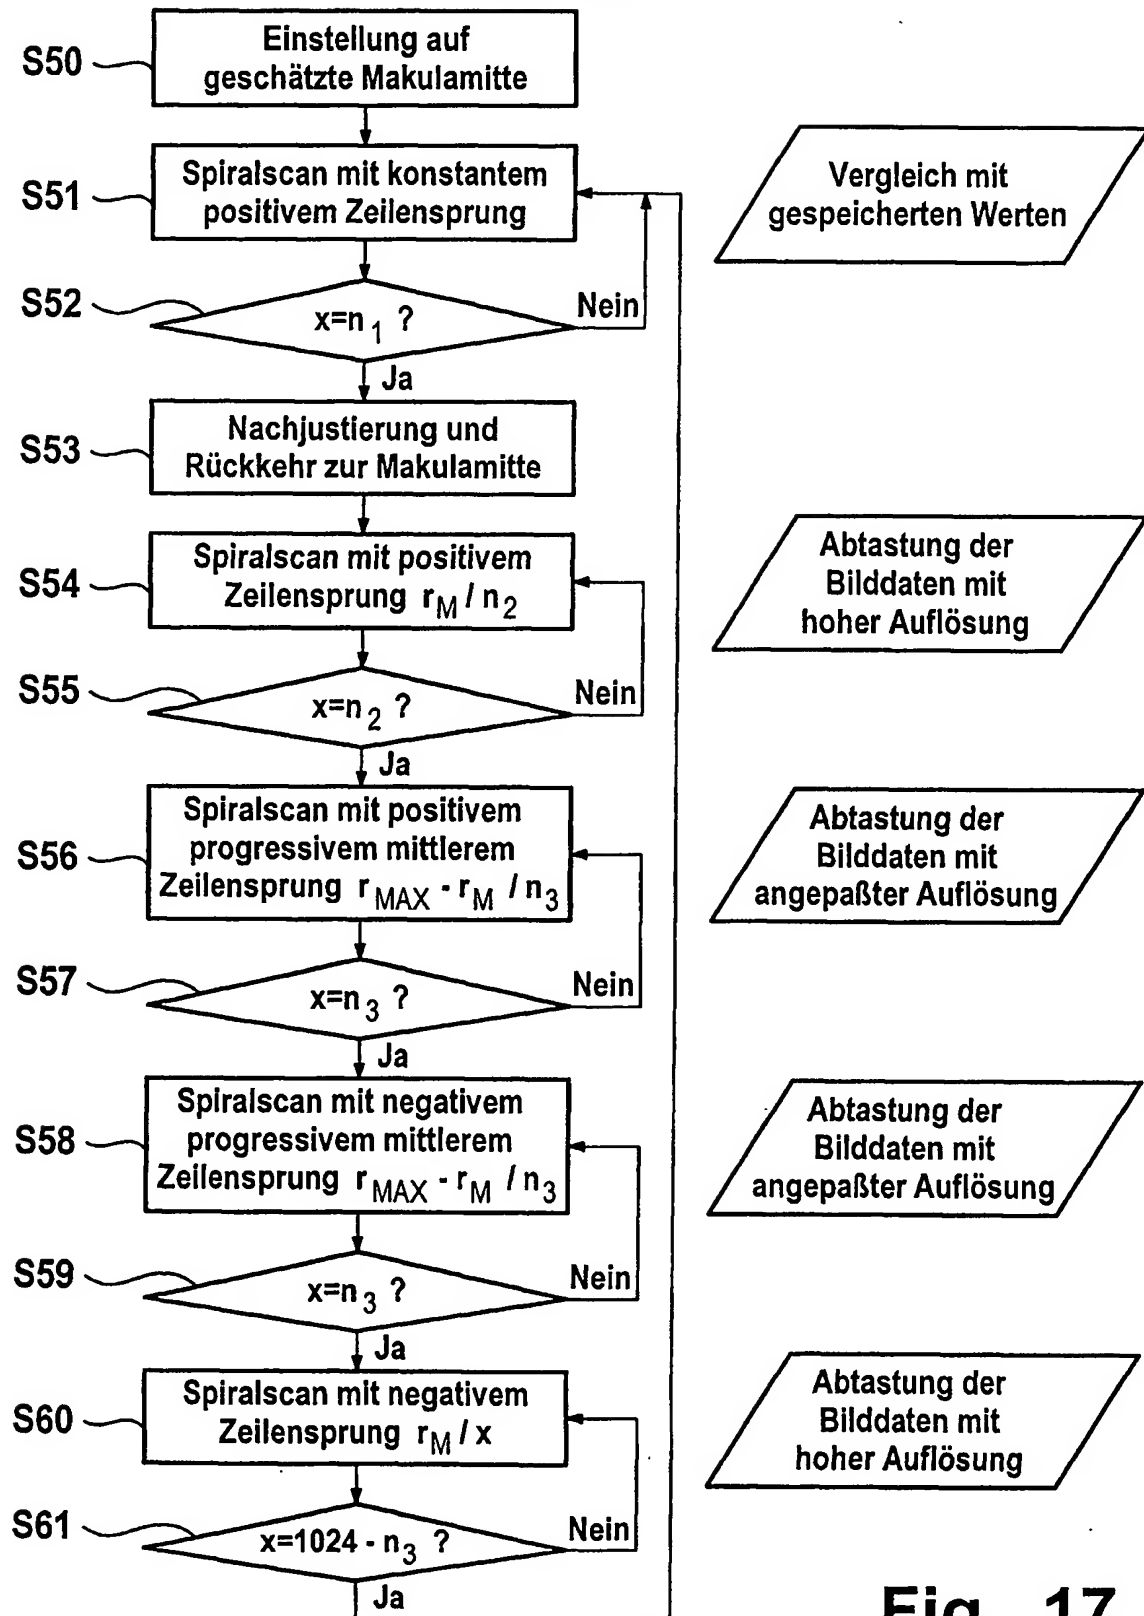 S50
Einstellung auf
geschätzte Makulamitte
S51
Spiralscan mit konstantem
positivem Zeilensprung
Vergleich mit
gespeicherten Werten
S52
x=n1 ?
Nein
Ja
S53
Nachjustierung und
Rückkehr zur Makulamitte
S54
Spiralscan mit positivem
Zeilensprung rM / n2
Abtastung der
Bilddaten mit
hoher Auflösung
S55
x=n2 ?
Nein
Ja
S56
Spiralscan mit positivem
progressivem mittlerem
Zeilensprung rMAX - rM / n3
Abtastung der
Bilddaten mit
angepaßter Auflösung
S57
x=n3 ?
Nein
Ja
S58
Spiralscan mit negativem
progressivem mittlerem
Zeilensprung rMAX - rM / n3
Abtastung der
Bilddaten mit
angepaßter Auflösung
S59
x=n3 ?
Nein
Ja
S60
Spiralscan mit negativem
Zeilensprung rM / x
Abtastung der
Bilddaten mit
hoher Auflösung
S61
x=1024 - n3 ?
Nein
Ja
Fig. 17